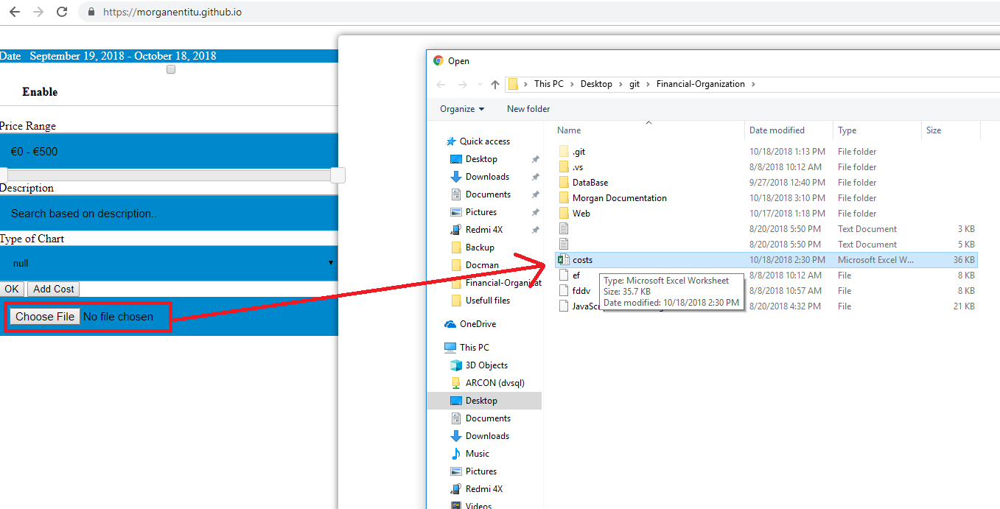 https://morganentitu.github.io
Date September 19, 2018 - October 18, 2018
Enable
Price Range
€0 - €500
Description
Search based on description..
Type of Chart
null
OK Add Cost
Choose File No file chosen
Open
This PC > Desktop > git > Financial-Organization >
Organize New folder
Quick access
Desktop
Downloads
Documents
Pictures
Redmi 4X
Backup
Docman
Financial-Organizat
Usefull files
OneDrive
This PC
3D Objects
ARCON (dvsql)
Desktop
Documents
Downloads
Music
Pictures
Redmi 4X
Videos
Name Date modified Type Size
.git 10/18/2018 1:13 PM File folder
.vs 8/8/2018 10:12 AM File folder
DataBase 9/27/2018 12:40 PM File folder
Morgan Documentation 10/18/2018 3:10 PM File folder
Web 10/17/2018 1:18 PM File folder
8/20/2018 5:50 PM Text Document 3 KB
8/20/2018 5:50 PM Text Document 5 KB
costs 10/18/2018 2:30 PM Microsoft Excel W... 36 KB
ef 8/8/2018 10:12 AM File 8 KB
fddv 8/8/2018 10:57 AM File 8 KB
JavaSc 8/20/2018 4:32 PM File 21 KB
Type: Microsoft Excel Worksheet
Size: 35.7 KB
Date modified: 10/18/2018 2:30 PM